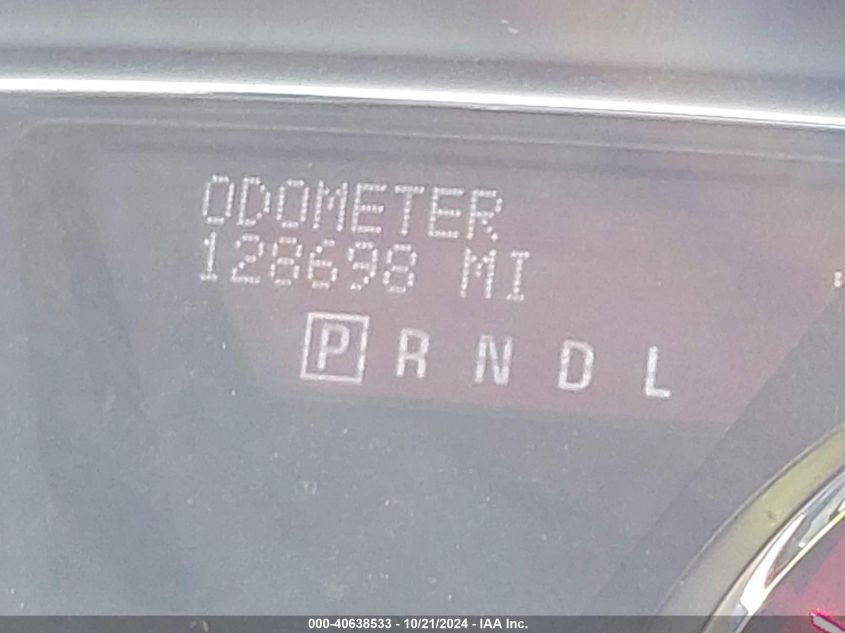 ODOMETER
128698 MI
P R N D L
000-40638533 - 10/21/2024 - IAA Inc.